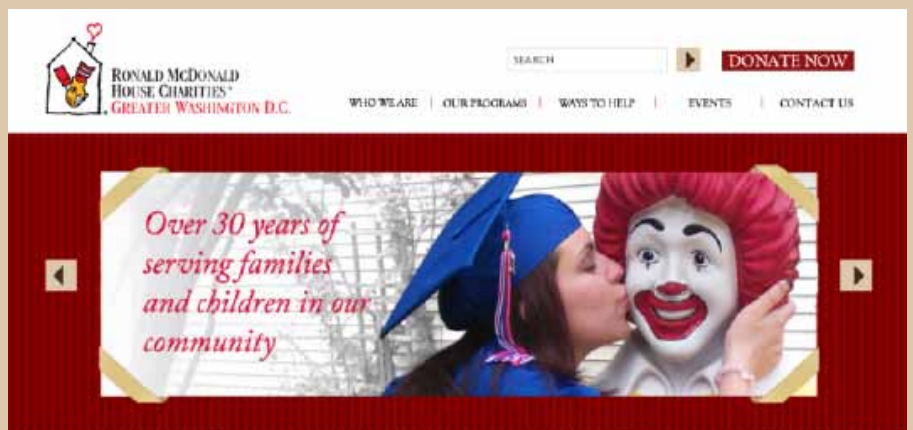 RONALD MCDONALD
HOUSE CHARITIES
GREATER WASHINGTON D.C.
SEARCH
DONATE NOW
WHO WE ARE | OUR PROGRAMS | WAYS TO HELP | EVENTS | CONTACT US
Over 30 years of
serving families
and children in our
community